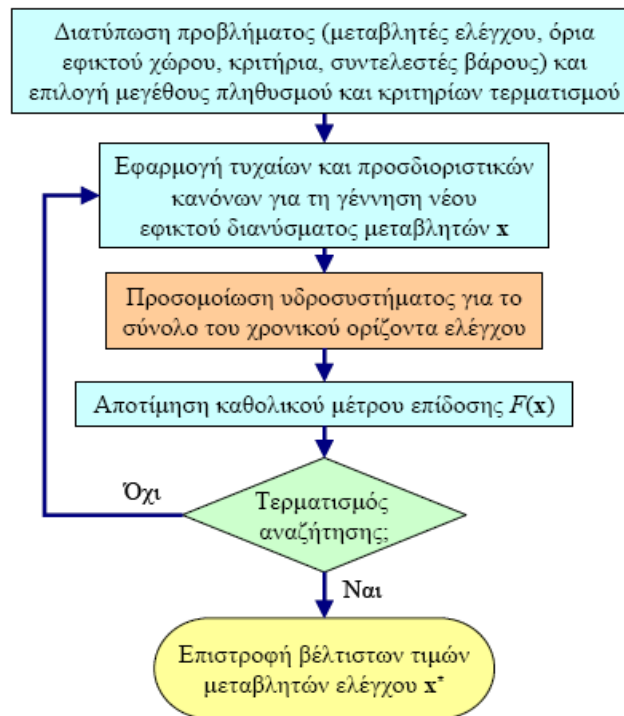 Διατύπωση προβλήματος (μεταβλητές ελέγχου, όρια
εφικτού χώρου, κριτήρια, συντελεστές βάρους) και
επιλογή μεγέθους πληθυσμού και κριτηρίων τερματισμού
Εφαρμογή τυχαίων και προσδιοριστικών
κανόνων για τη γέννηση νέου
εφικτού διανύσματος μεταβλητών x
Προσομοίωση υδροσυστήματος για το
σύνολο του χρονικού ορίζοντα ελέγχου
Αποτίμηση καθολικού μέτρου επίδοσης F(x)
Όχι
Τερματισμός
αναζήτησης;
Ναι
Επιστροφή βέλτιστων τιμών
μεταβλητών ελέγχου x*